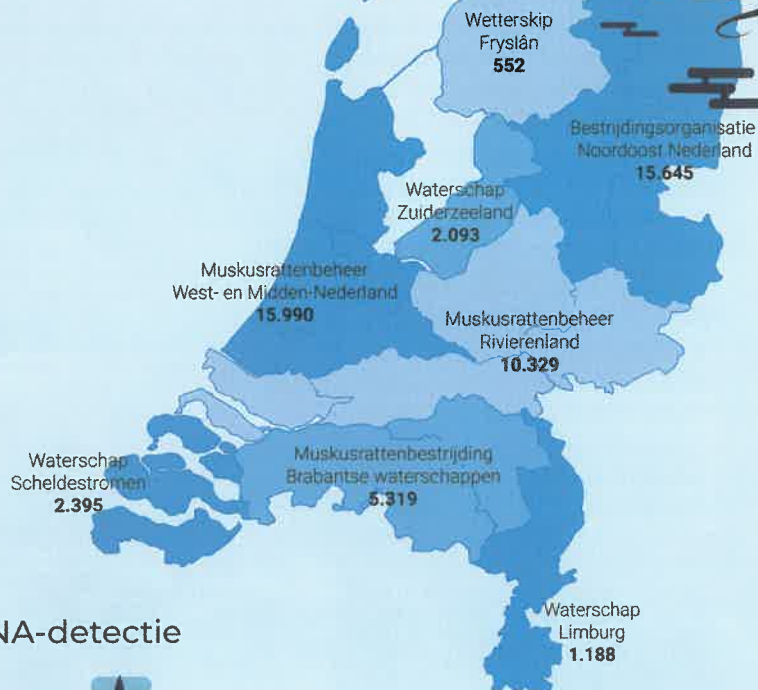 Wetterskip
Fryslân
552
Bestrijdingsorganisatie
Noordoost Nederland
15.645
Waterschap
Zuiderzeeland
2.093
Muskusrattenbeheer
West- en Midden-Nederland
15.990
Muskusrattenbeheer
Rivierenland
10.329
Waterschap
Scheldestromen
2.395
Muskusrattenbestrijding
Brabantse waterschappen
5.319
NA-detectie
Waterschap
Limburg
1.188